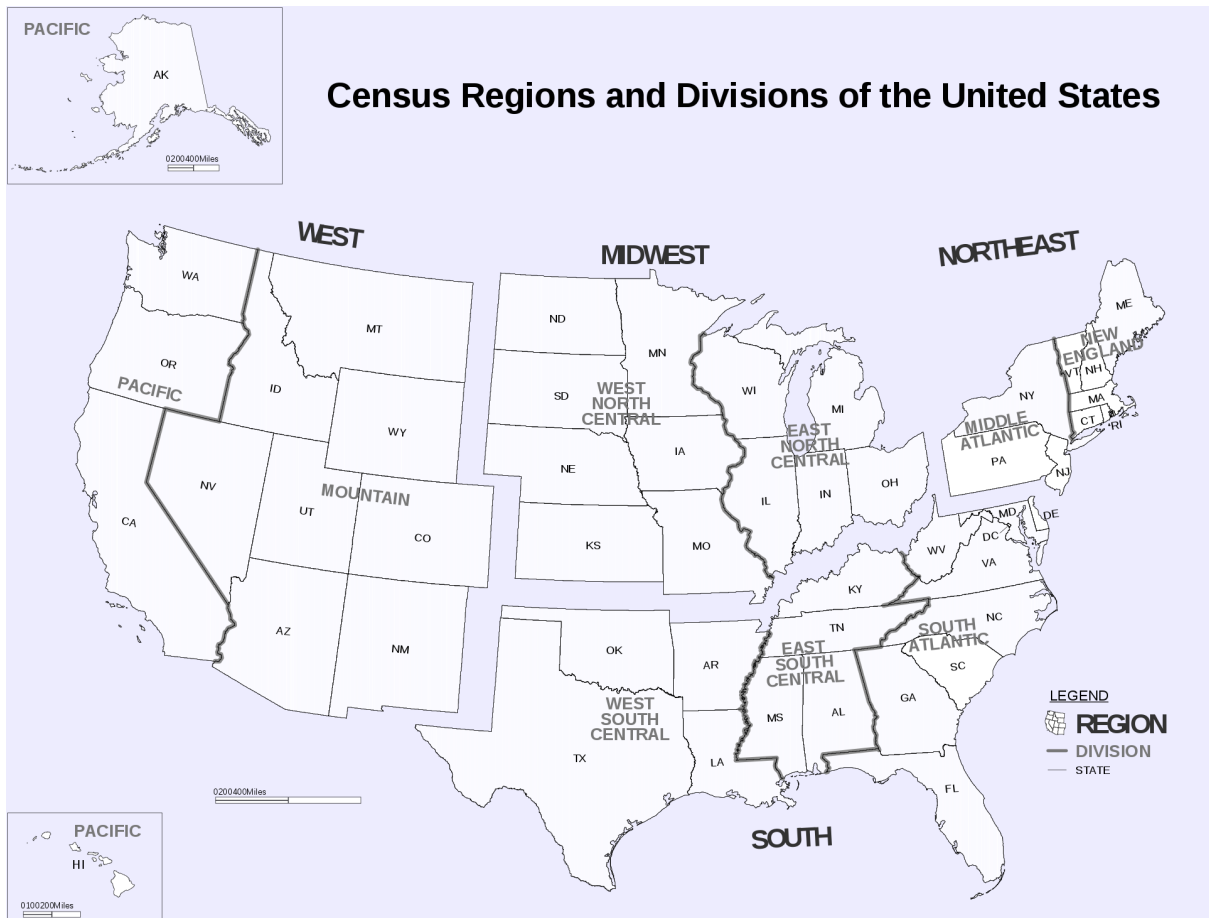 PACIFIC
AK
0200400Miles
Census Regions and Divisions of the United States
WEST
MIDWEST
NORTHEAST
WA
MT
OR
ID
PACIFIC
WY
NV
UT
MOUNTAIN
CO
CA
AZ
NM
ND
MN
SD
WEST
NORTH
CENTRAL
NE
IA
KS
MO
WI
MI
EAST
NORTH
CENTRAL
IL
IN
OH
ME
NEW
ENGLAND
VT
NH
NY
MA
CT
RI
MIDDLE
ATLANTIC
PA
NJ
MD
DE
DC
WV
VA
KY
NC
TN
SOUTH
ATLANTIC
SC
EAST
SOUTH
CENTRAL
MS
AL
GA
FL
OK
AR
WEST
SOUTH
CENTRAL
TX
LA
SOUTH
LEGEND
REGION
DIVISION
STATE
0200400Miles
PACIFIC
HI
0100200Miles